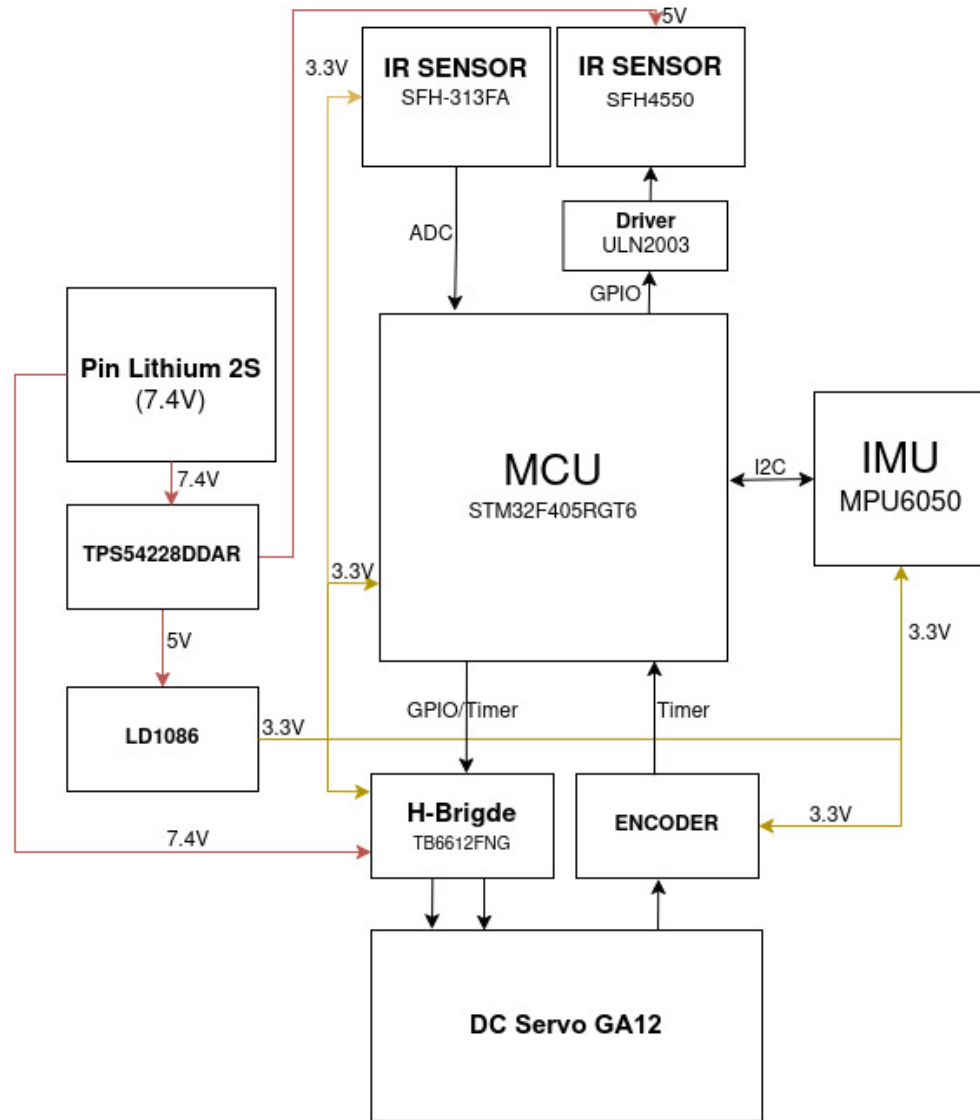 5V
IR SENSOR
SFH-313FA
IR SENSOR
SFH4550
3.3V
Driver
ULN2003
ADC
GPIO
Pin Lithium 2S
(7.4V)
MCU
STM32F405RGT6
I2C
IMU
MPU6050
7.4V
TPS54228DDAR
3.3V
5V
3.3V
LD1086
3.3V
GPIO/Timer
Timer
H-Brigde
TB6612FNG
ENCODER
3.3V
7.4V
DC Servo GA12